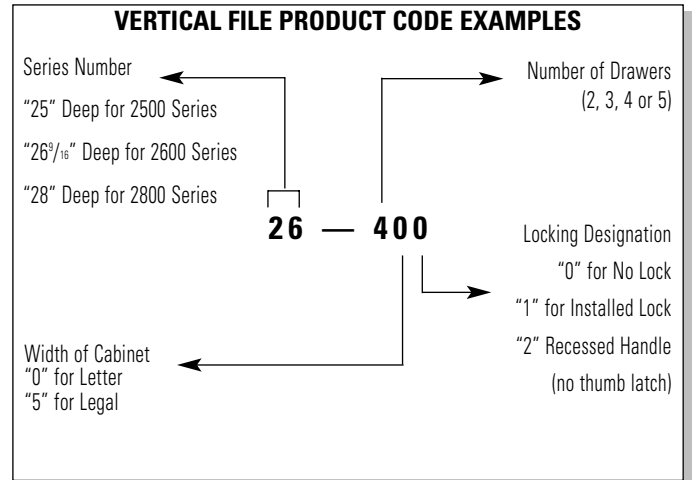 VERTICAL FILE PRODUCT CODE EXAMPLES
Series Number
“25” Deep for 2500 Series
“26⁹/₁₆” Deep for 2600 Series
“28” Deep for 2800 Series
Number of Drawers
(2, 3, 4 or 5)
26 — 400
Locking Designation
“0” for No Lock
“1” for Installed Lock
“2” Recessed Handle
(no thumb latch)
Width of Cabinet
“0” for Letter
“5” for Legal